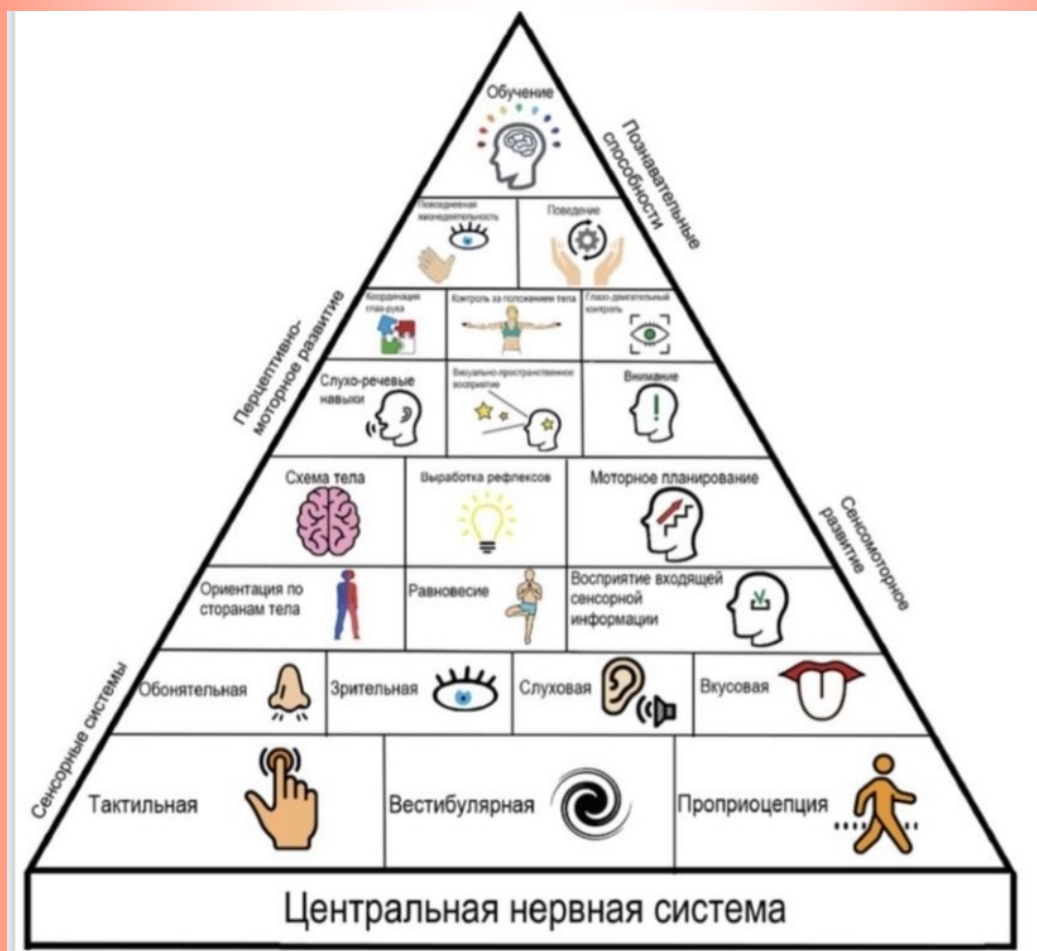 Обучение
Познавательные
способности
Повседневная
жизнедеятельность
Поведение
Перцептивно-
моторное развитие
Координация
глаз-рука
Контроль за положением тела
Глазо-двигательный
контроль
Слухо-речевые
навыки
Визуально-пространственное
восприятие
Внимание
Схема тела
Выработка рефлексов
Моторное планирование
Сенсомоторное
развитие
Ориентация по
сторанам тела
Равновесие
Восприятие входящей
сенсорной
информации
Сенсорные системы
Обонятельная
Зрительная
Слуховая
Вкусовая
Тактильная
Вестибулярная
Проприоцепция
Центральная нервная система